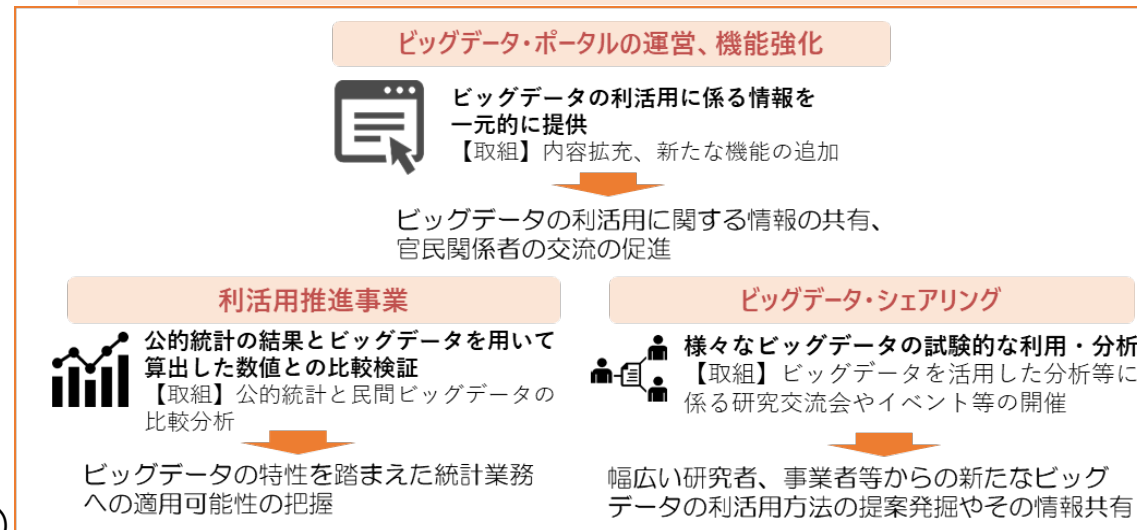 ビッグデータ・ポータルの運営、機能強化
ビッグデータの利活用に係る情報を
一元的に提供
【取組】内容拡充、新たな機能の追加
ビッグデータの利活用に関する情報の共有、
官民関係者の交流の促進
利活用推進事業
公的統計の結果とビッグデータを用いて
算出した数値との比較検証
【取組】公的統計と民間ビッグデータの
比較分析
ビッグデータの特性を踏まえた統計業務
への適用可能性の把握
ビッグデータ・シェアリング
様々なビッグデータの試験的な利用・分析
【取組】ビッグデータを活用した分析等に
係る研究交流会やイベント等の開催
幅広い研究者、事業者等からの新たなビッグ
データの利活用方法の提案発掘やその情報共有